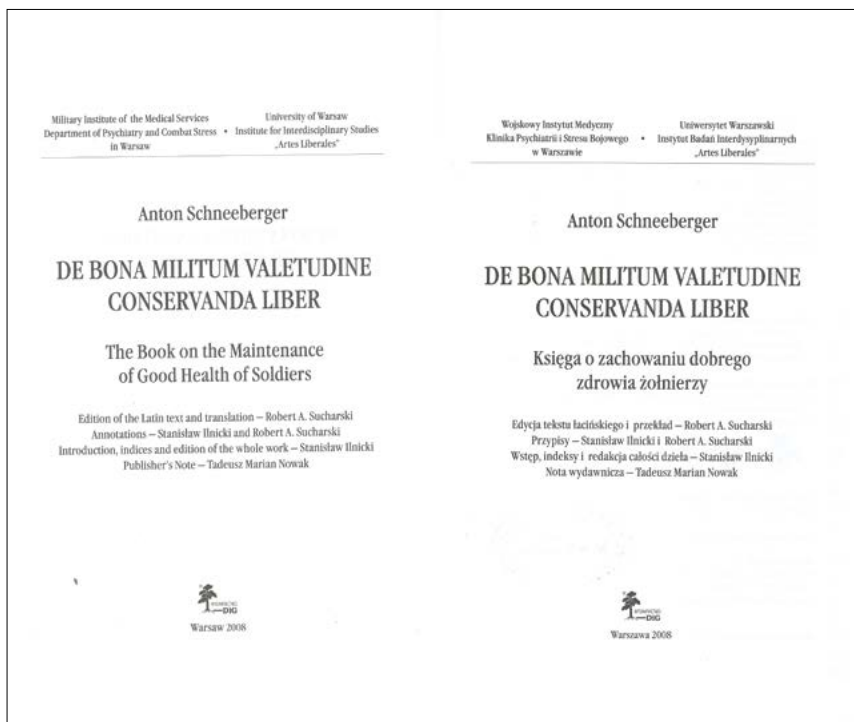 Military Institute of the Medical Services
Department of Psychiatry and Combat Stress
in Warsaw
•
University of Warsaw
Institute for Interdisciplinary Studies
„Artes Liberales”
Anton Schneeberger
DE BONA MILITUM VALETUDINE
CONSERVANDA LIBER
The Book on the Maintenance
of Good Health of Soldiers
Edition of the Latin text and translation – Robert A. Sucharski
Annotations – Stanisław Ilnicki and Robert A. Sucharski
Introduction, indices and edition of the whole work – Stanisław Ilnicki
Publisher's Note – Tadeusz Marian Nowak
WYDAWNICTWO
DIG
Warsaw 2008
Wojskowy Instytut Medyczny
Klinika Psychiatrii i Stresu Bojowego
w Warszawie
•
Uniwersytet Warszawski
Instytut Badań Interdyscyplinarnych
„Artes Liberales”
Anton Schneeberger
DE BONA MILITUM VALETUDINE
CONSERVANDA LIBER
Księga o zachowaniu dobrego
zdrowia żołnierzy
Edycja tekstu łacińskiego i przekład – Robert A. Sucharski
Przypisy – Stanisław Ilnicki i Robert A. Sucharski
Wstęp, indeksy i redakcja całości dzieła – Stanisław Ilnicki
Nota wydawnicza – Tadeusz Marian Nowak
WYDAWNICTWO
DIG
Warszawa 2008